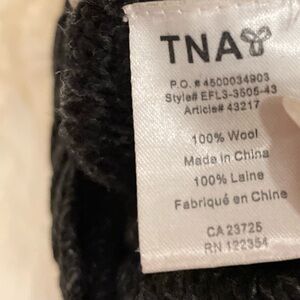 TNA
P.O. # 4500034903
Style# EFL3-3505-43
Article# 43217
100% Wool
Made in China
100% Laine
Fabriqué en Chine
CA 23725
RN 122354